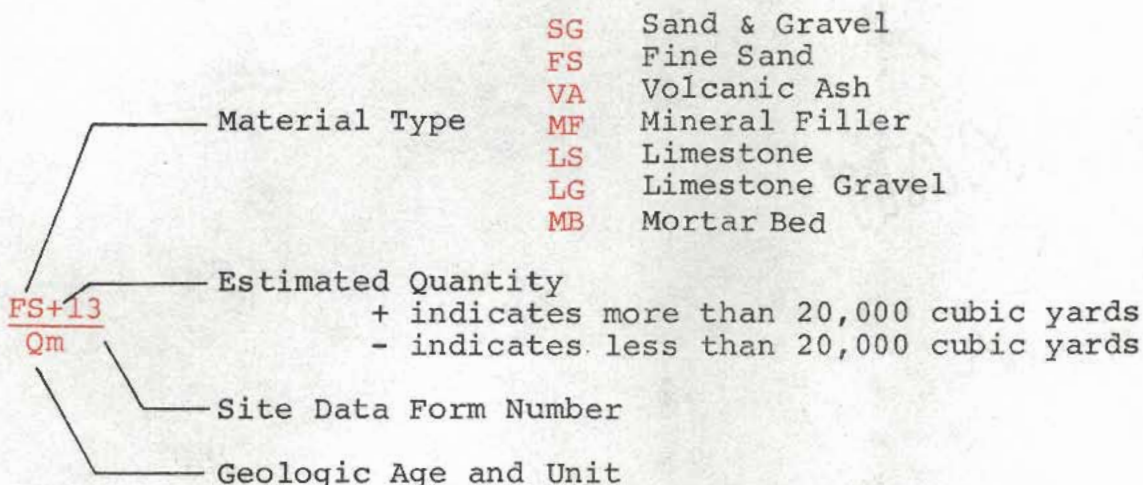 SG Sand & Gravel
FS Fine Sand
VA Volcanic Ash
Material Type MF Mineral Filler
LS Limestone
LG Limestone Gravel
MB Mortar Bed
Estimated Quantity
FS+13 + indicates more than 20,000 cubic yards
Qm - indicates less than 20,000 cubic yards
Site Data Form Number
Geologic Age and Unit